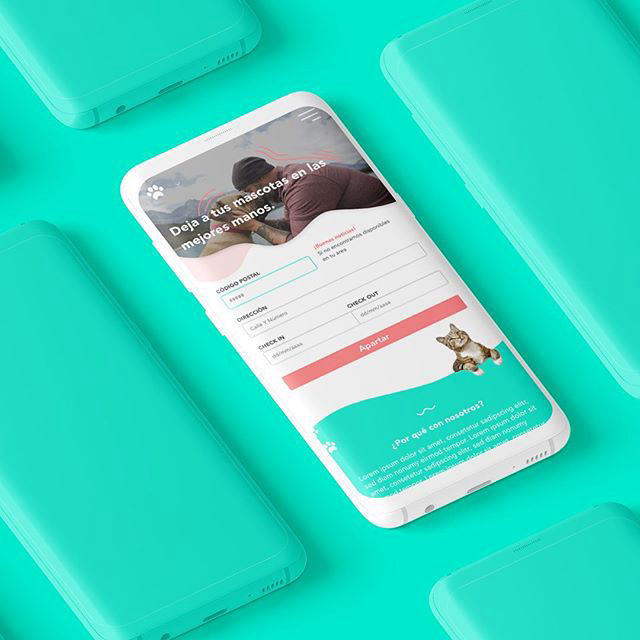 Deja a tus mascotas en las
mejores manos.
¡Buenas noticias!
Si no encontramos disponibles
en tu área
CÓDIGO POSTAL
#####
DIRECCIÓN
Calle Y Número
CHECK IN
CHECK OUT
dd/mm/aaaa
dd/mm/aaaa
Apartar
¿Por qué con nosotros?
Lorem ipsum dolor sit amet, consetetur sadipscing elitr,
sed diam nonumy eirmod tempor. Lorem ipsum dolor sit
amet, consetetur sadipscing elitr, sed diam nonumy
eirmod tempor.